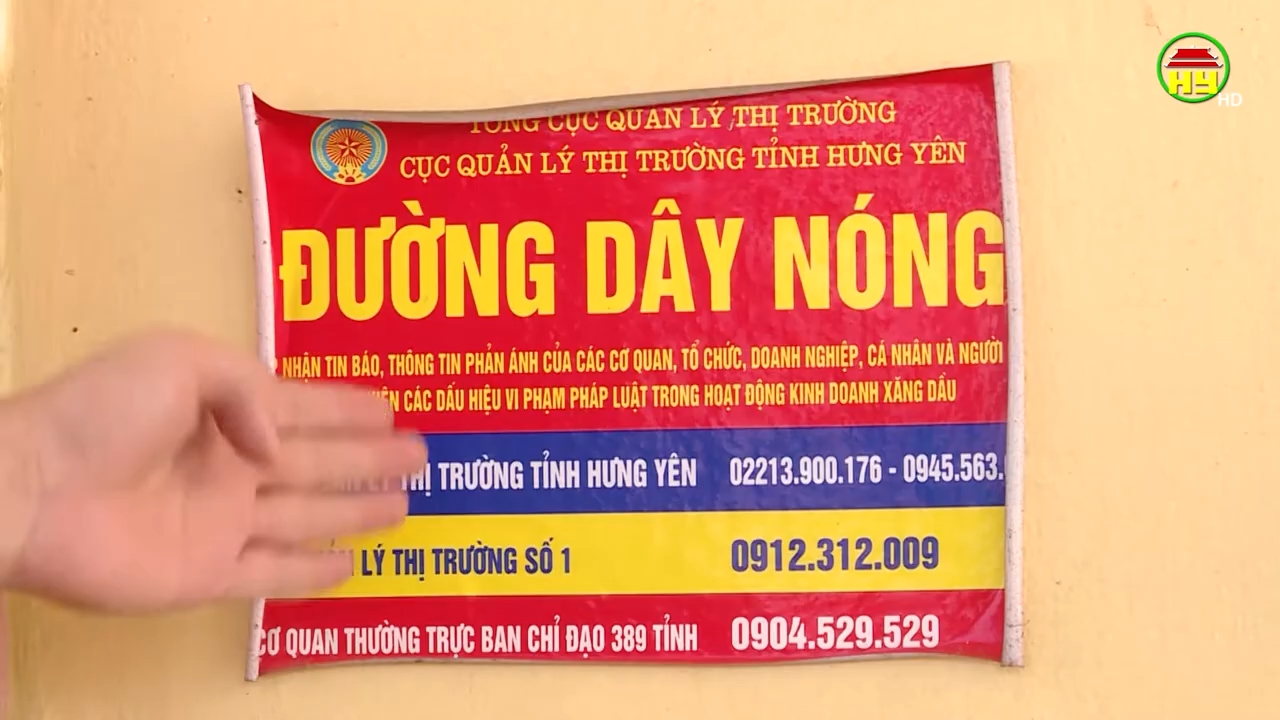 TỔNG CỤC QUẢN LÝ THỊ TRƯỜNG
CỤC QUẢN LÝ THỊ TRƯỜNG TỈNH HƯNG YÊN
ĐƯỜNG DÂY NÓNG
NHẬN TIN BÁO, THÔNG TIN PHẢN ÁNH CỦA CÁC CƠ QUAN, TỔ CHỨC, DOANH NGHIỆP, CÁ NHÂN VÀ NGƯỜI
CÁC DẤU HIỆU VI PHẠM PHÁP LUẬT TRONG HOẠT ĐỘNG KINH DOANH XĂNG DẦU
THỊ TRƯỜNG TỈNH HƯNG YÊN 02213.900.176 - 0945.563.
LÝ THỊ TRƯỜNG SỐ 1 0912.312.009
CƠ QUAN THƯỜNG TRỰC BAN CHỈ ĐẠO 389 TỈNH 0904.529.529
HY HD